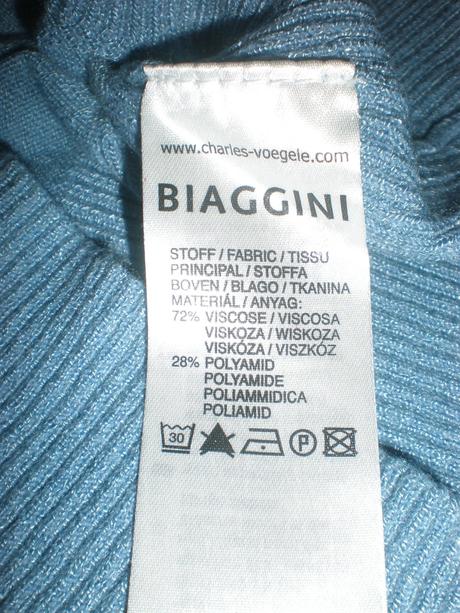 www.charles-voegele.com
BIAGGINI
STOFF / FABRIC / TISSU
PRINCIPAL / STOFFA
BOVEN / BLAGO / TKANINA
MATERIÁL / ANYAG:
72% VISCOSE / VISCOSA
VISKOZA / WISKOZA
VISKÓZA / VISZKÓZ
28% POLYAMID
POLYAMIDE
POLIAMMIDICA
POLIAMID
30 P